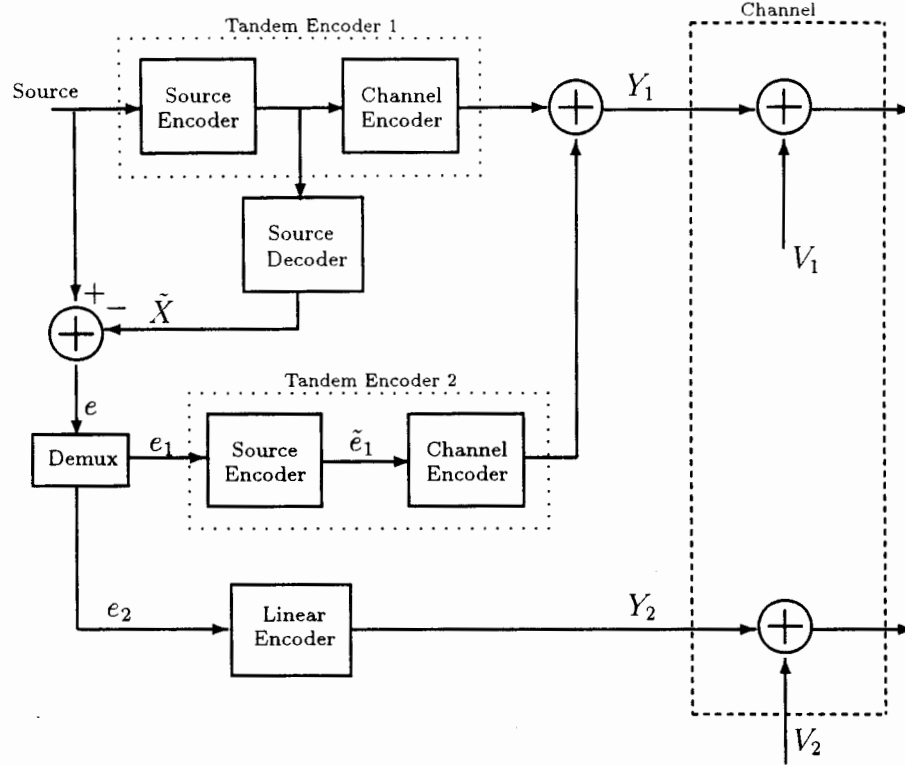 Channel
Tandem Encoder 1
Source
Source
Encoder
Channel
Encoder
+
Y₁
+
Source
Decoder
V₁
+
−
X̃
+
Tandem Encoder 2
e
Demux
e₁
Source
Encoder
ẽ₁
Channel
Encoder
e₂
Linear
Encoder
Y₂
+
V₂